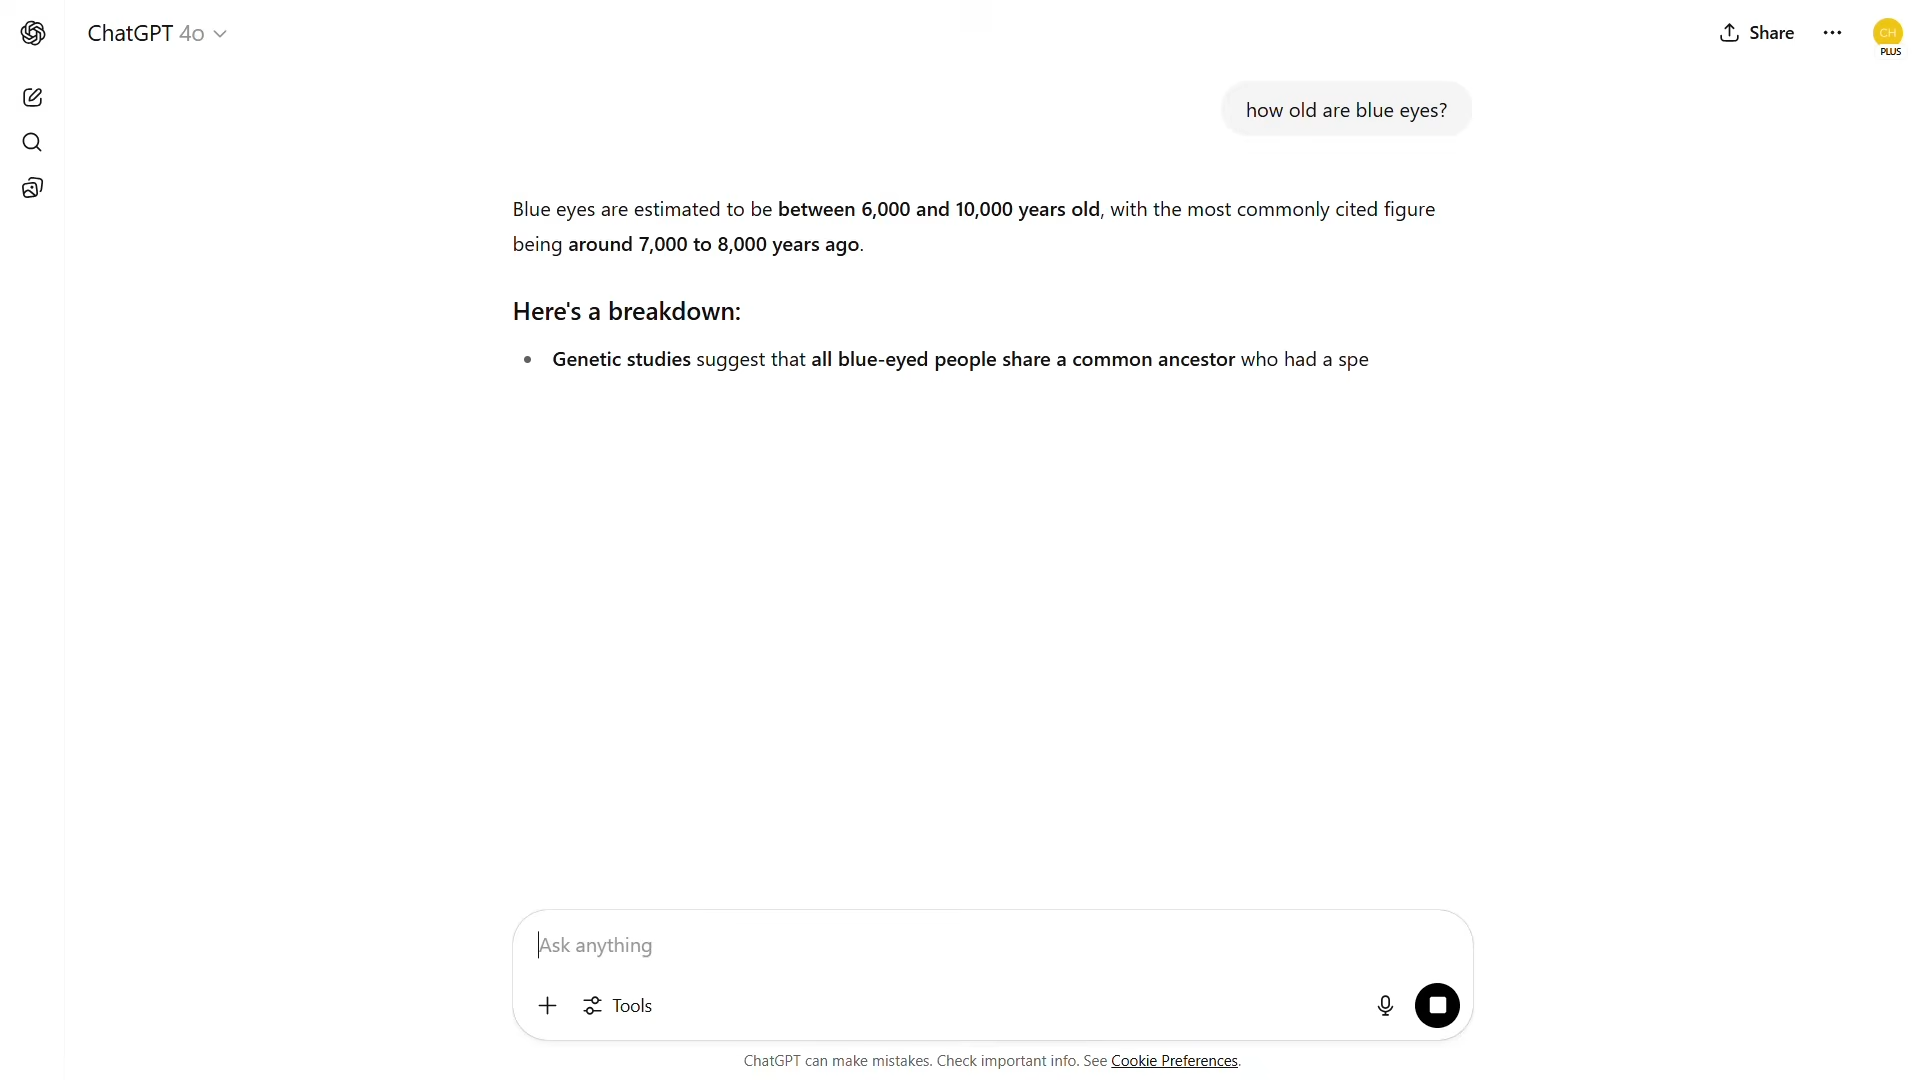 ChatGPT 4o
Share
CH
PLUS
how old are blue eyes?
Blue eyes are estimated to be between 6,000 and 10,000 years old, with the most commonly cited figure
being around 7,000 to 8,000 years ago.
Here's a breakdown:
Genetic studies suggest that all blue-eyed people share a common ancestor who had a spe
Ask anything
Tools
ChatGPT can make mistakes. Check important info. See Cookie Preferences.